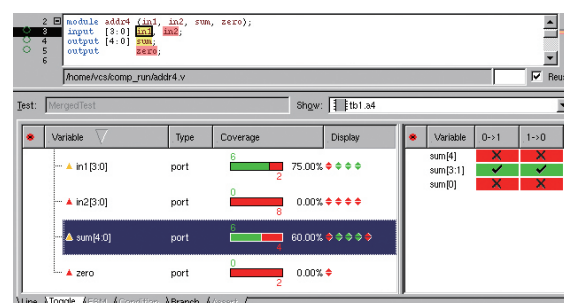 2 module addr4 (in1, in2, sum, zero);
3 input [3:0] in1, in2;
4 output [4:0] sum;
5 output zero;
6
/home/vcs/comp_run/addr4.v
Reu
Test: MergedTest Show: tb1.a4
Variable Type Coverage Display
in1[3:0] port 6 2 75.00%
in2[3:0] port 0 8 0.00%
sum[4:0] port 6 4 60.00%
zero port 0 2 0.00%
Variable 0->1 1->0
sum[4]
sum[3:1]
sum[0]
Line Toggle FSM Condition Branch Assert